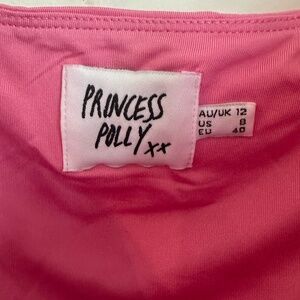 PRINCESS
POLLY xx
AU/UK 12
US 8
EU 40